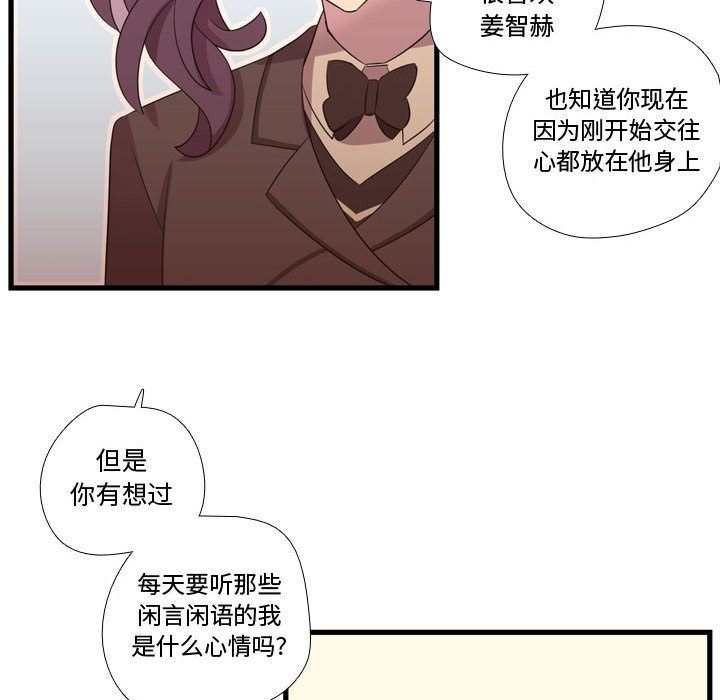 姜智赫
也知道你现在
因为刚开始交往
心都放在他身上
但是
你有想过
每天要听那些
闲言闲语的我
是什么心情吗?